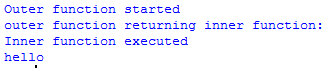 Outer function started
outer function returning inner function:
Inner function executed
hello